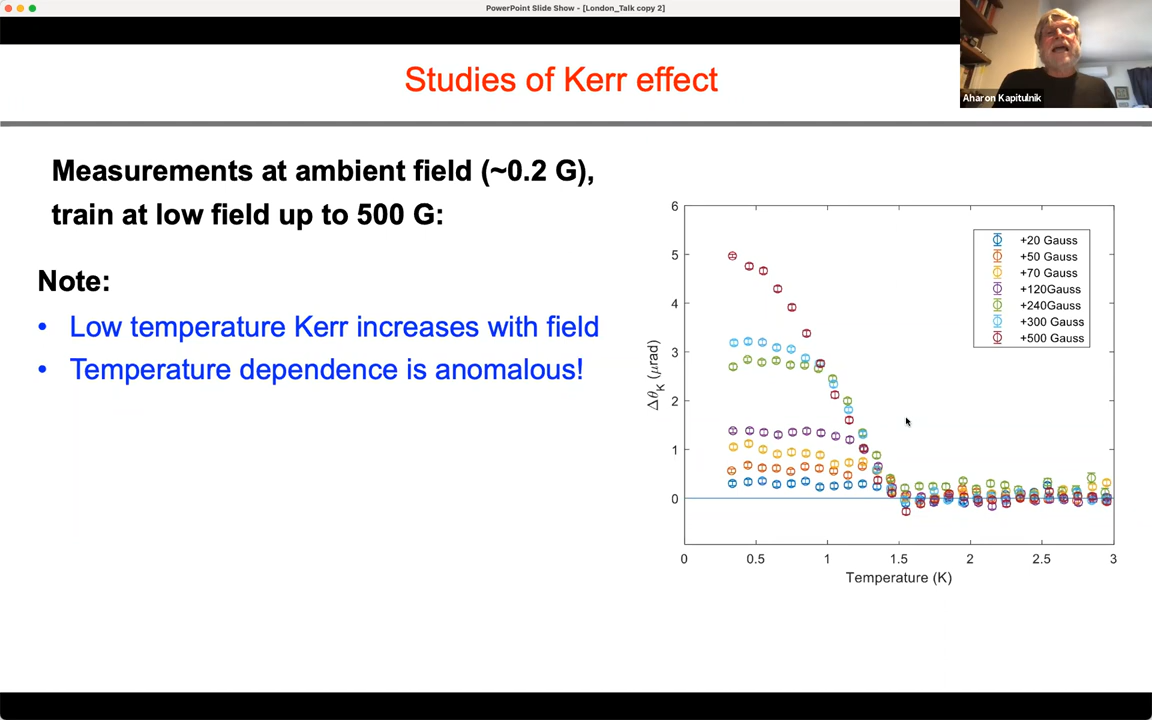 PowerPoint Slide Show - [London_Talk copy 2]
Aharon Kapitulnik
Studies of Kerr effect
Measurements at ambient field (~0.2 G),
train at low field up to 500 G:
Note:
• Low temperature Kerr increases with field
• Temperature dependence is anomalous!
ΔθK (μrad)
6
5
4
3
2
1
0
+20 Gauss
+50 Gauss
+70 Gauss
+120Gauss
+240Gauss
+300 Gauss
+500 Gauss
0 0.5 1 1.5 2 2.5 3
Temperature (K)